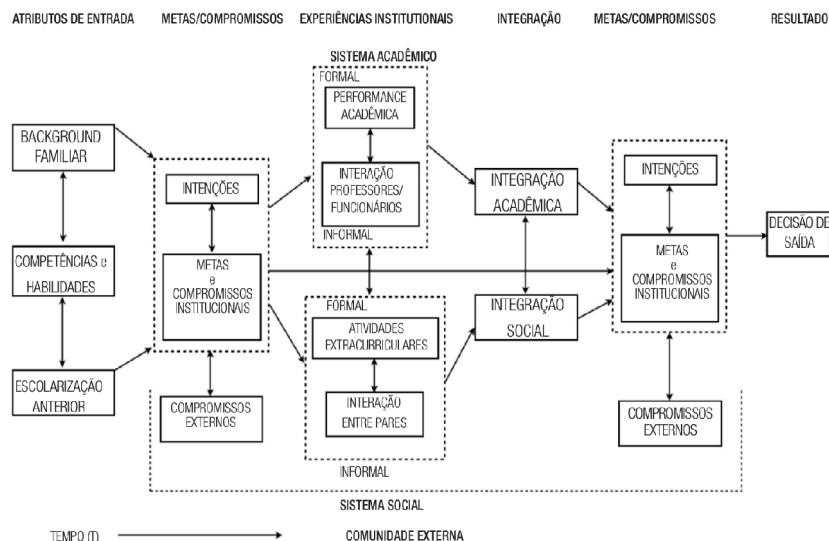 ATRIBUTOS DE ENTRADA
METAS/COMPROMISSOS
EXPERIÊNCIAS INSTITUTIONAIS
INTEGRAÇÃO
METAS/COMPROMISSOS
RESULTADO
BACKGROUND
FAMILIAR
COMPETÊNCIAS e
HABILIDADES
ESCOLARIZAÇÃO
ANTERIOR
INTENÇÕES
METAS
e
COMPROMISSOS
INSTITUCIONAIS
COMPROMISSOS
EXTERNOS
SISTEMA ACADÊMICO
FORMAL
PERFORMANCE
ACADÊMICA
INTERAÇÃO
PROFESSORES/
FUNCIONÁRIOS
INFORMAL
FORMAL
ATIVIDADES
EXTRACURRICULARES
INTERAÇÃO
ENTRE PARES
INFORMAL
SISTEMA SOCIAL
INTEGRAÇÃO
ACADÊMICA
INTEGRAÇÃO
SOCIAL
INTENÇÕES
METAS
e
COMPROMISSOS
INSTITUCIONAIS
COMPROMISSOS
EXTERNOS
DECISÃO DE
SAÍDA
TEMPO (T)
COMUNIDADE EXTERNA